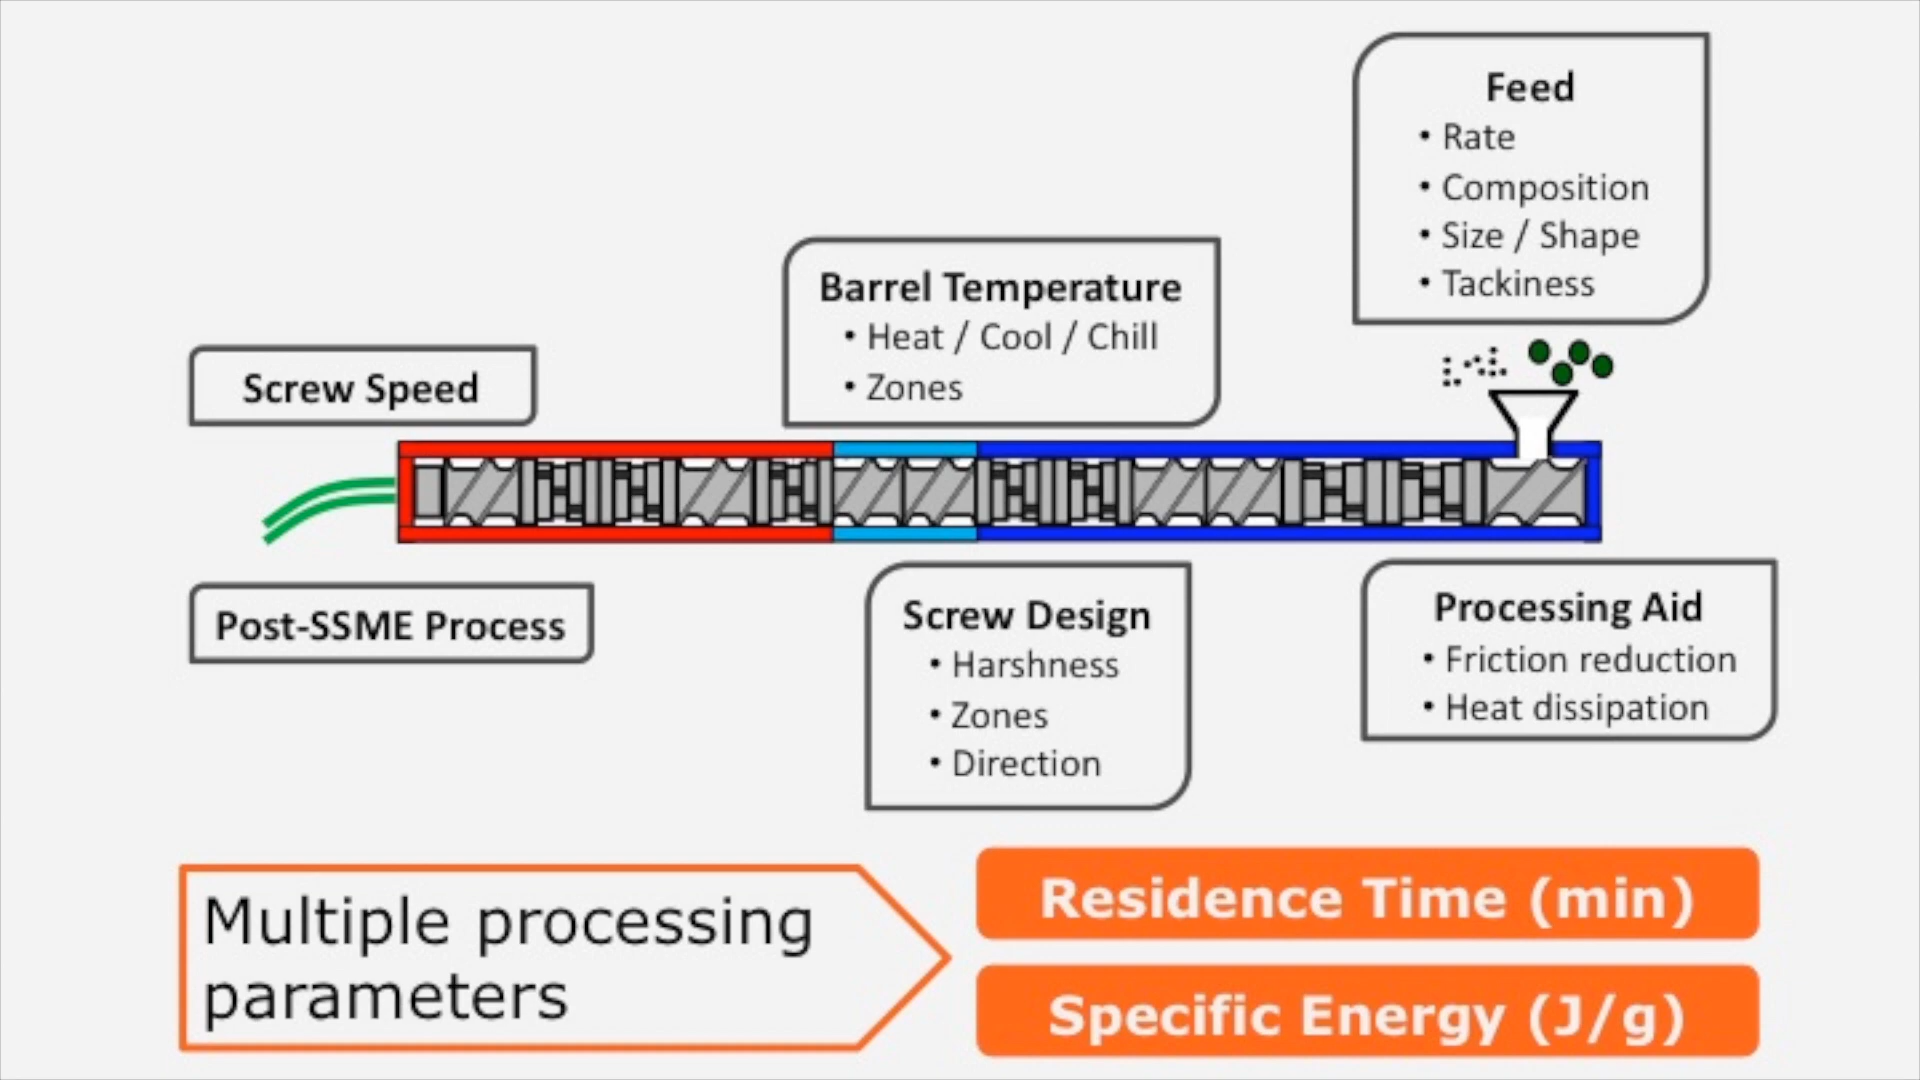 Feed
• Rate
• Composition
• Size / Shape
• Tackiness
Barrel Temperature
• Heat / Cool / Chill
• Zones
Screw Speed
Post-SSME Process
Screw Design
• Harshness
• Zones
• Direction
Processing Aid
• Friction reduction
• Heat dissipation
Multiple processing
parameters
Residence Time (min)
Specific Energy (J/g)